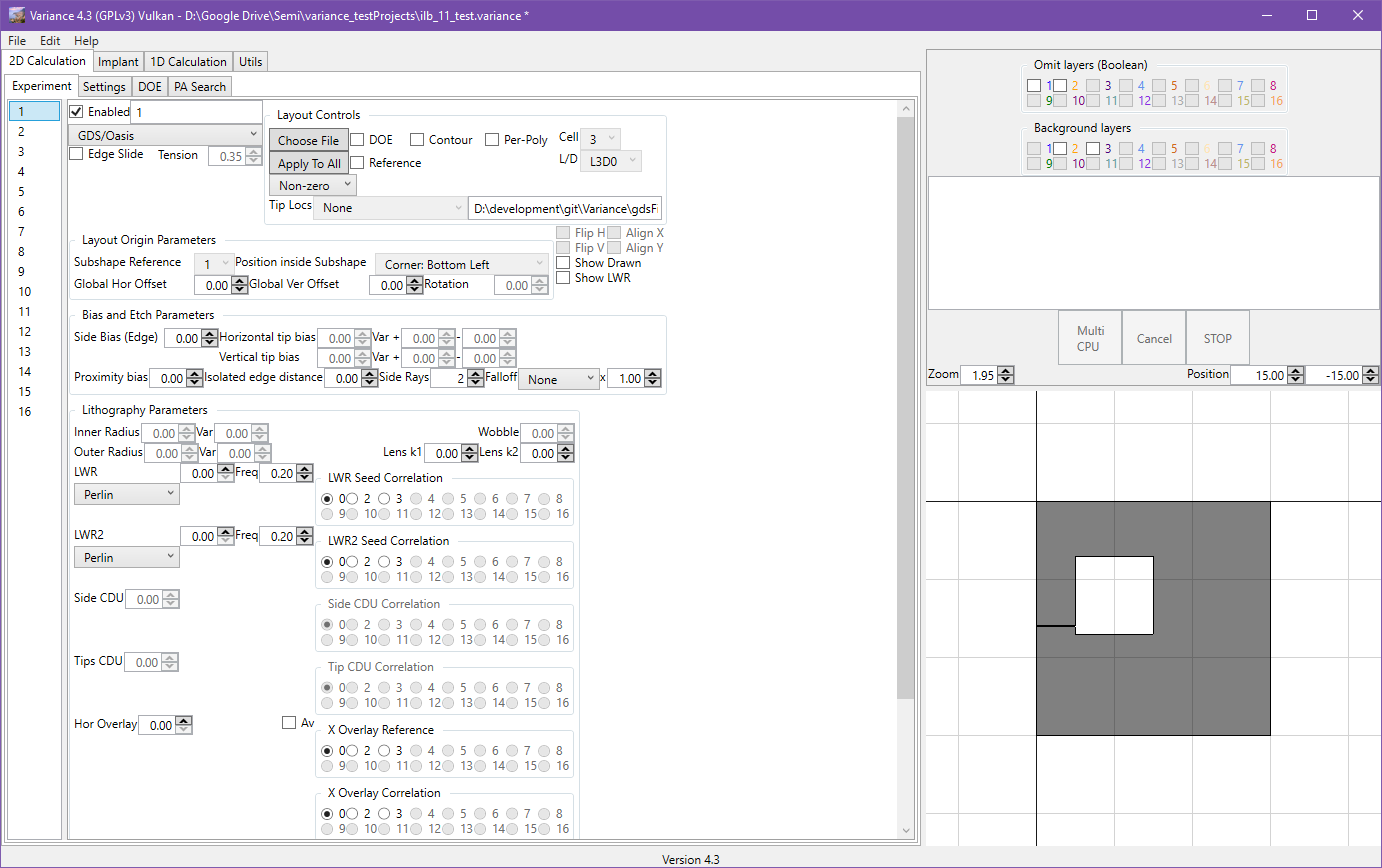 Variance 4.3 (GPLv3) Vulkan - D:\Google Drive\Semi\variance_testProjects\ilb_11_test.variance *
File Edit Help
2D Calculation Implant 1D Calculation Utils
Experiment Settings DOE PA Search
1
2
3
4
5
6
7
8
9
10
11
12
13
14
15
16
Enabled 1
GDS/Oasis
Edge Slide Tension 0.35
Layout Controls
Choose File DOE Contour Per-Poly Cell 3
Apply To All Reference L/D L3D0
Non-zero
Tip Locs None D:\development\git\Variance\gdsFi
Layout Origin Parameters
Subshape Reference 1 Position inside Subshape Corner: Bottom Left
Global Hor Offset 0.00 Global Ver Offset 0.00 Rotation 0.00
Flip H Align X
Flip V Align Y
Show Drawn
Show LWR
Bias and Etch Parameters
Side Bias (Edge) 0.00 Horizontal tip bias 0.00 Var + 0.00 - 0.00
Vertical tip bias 0.00 Var + 0.00 - 0.00
Proximity bias 0.00 Isolated edge distance 0.00 Side Rays 2 Falloff None x 1.00
Lithography Parameters
Inner Radius 0.00 Var 0.00 Wobble 0.00
Outer Radius 0.00 Var 0.00 Lens k1 0.00 Lens k2 0.00
LWR 0.00 Freq 0.20
Perlin
LWR Seed Correlation
0 2 3 4 5 6 7 8
9 10 11 12 13 14 15 16
LWR2 0.00 Freq 0.20
Perlin
LWR2 Seed Correlation
0 2 3 4 5 6 7 8
9 10 11 12 13 14 15 16
Side CDU 0.00
Side CDU Correlation
0 2 3 4 5 6 7 8
9 10 11 12 13 14 15 16
Tips CDU 0.00
Tip CDU Correlation
0 2 3 4 5 6 7 8
9 10 11 12 13 14 15 16
Hor Overlay 0.00 Av
X Overlay Reference
0 2 3 4 5 6 7 8
9 10 11 12 13 14 15 16
X Overlay Correlation
0 2 3 4 5 6 7 8
9 10 11 12 13 14 15 16
Omit layers (Boolean)
1 2 3 4 5 6 7 8
9 10 11 12 13 14 15 16
Background layers
1 2 3 4 5 6 7 8
9 10 11 12 13 14 15 16
Multi
CPU
Cancel
STOP
Zoom 1.95 Position 15.00 -15.00
Version 4.3